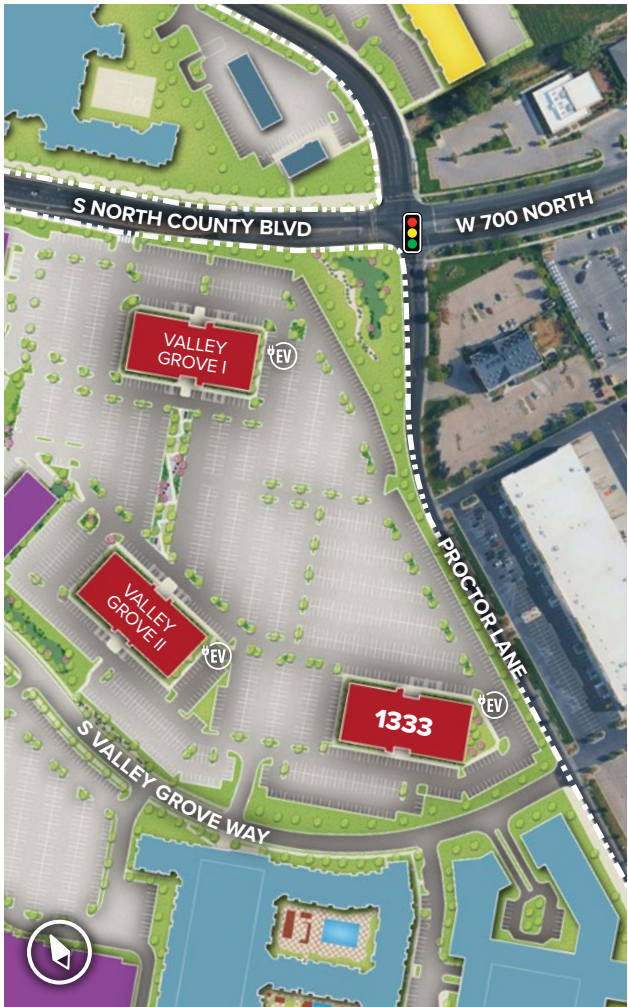 S NORTH COUNTY BLVD
W 700 NORTH
VALLEY
GROVE I
EV
PROCTOR LANE
VALLEY
GROVE II
EV
EV
1333
S VALLEY GROVE WAY